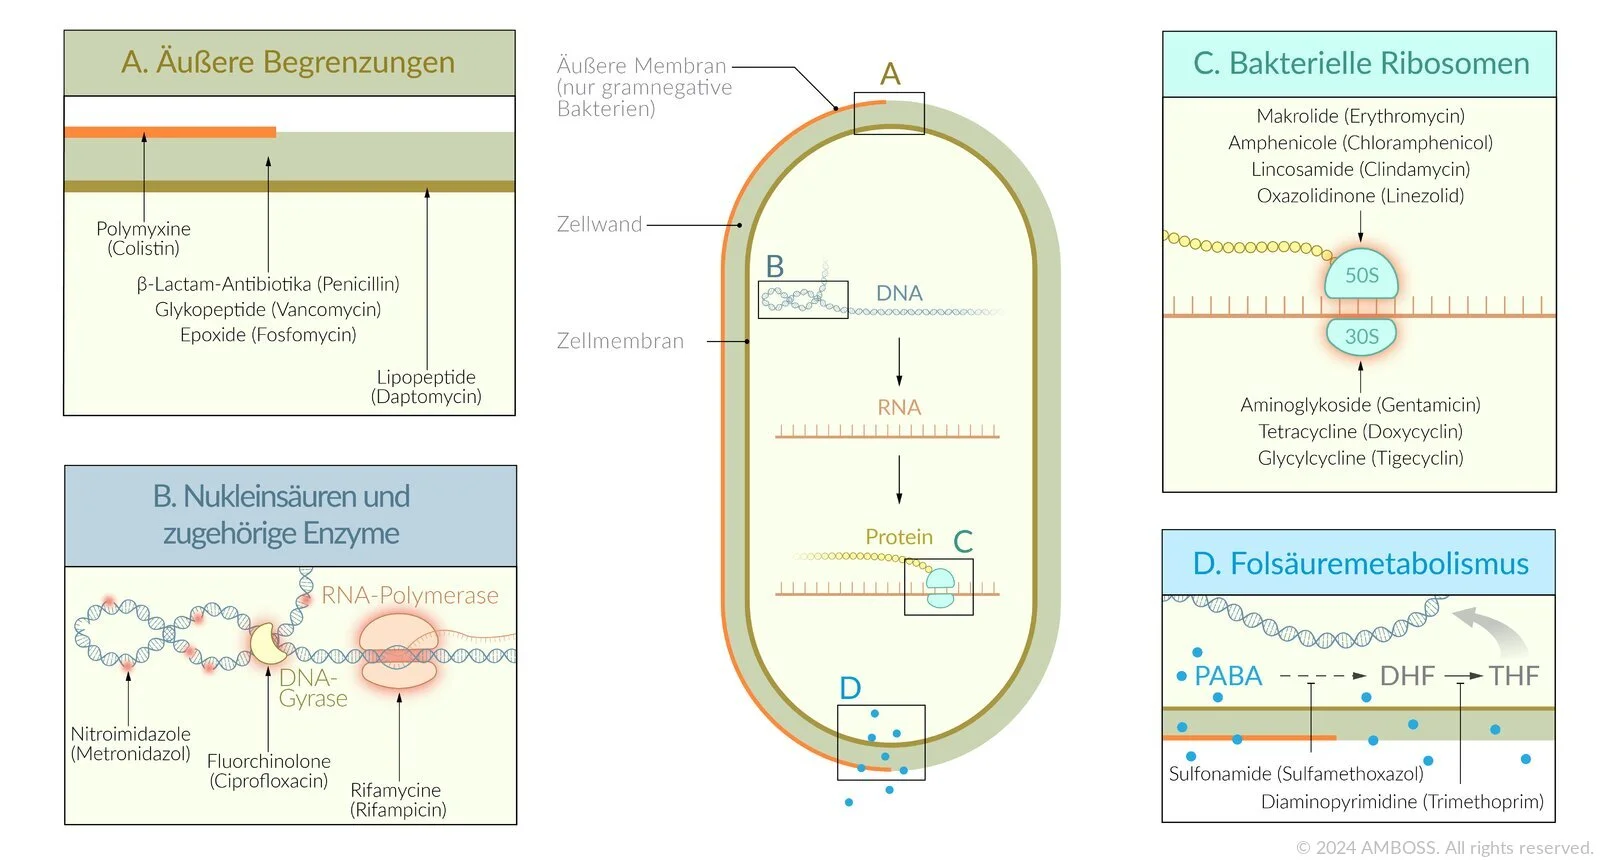 A. Äußere Begrenzungen
Polymyxine
(Colistin)
β-Lactam-Antibiotika (Penicillin)
Glykopeptide (Vancomycin)
Epoxide (Fosfomycin)
Lipopeptide
(Daptomycin)
B. Nukleinsäuren und
zugehörige Enzyme
RNA-Polymerase
DNA-
Gyrase
Nitroimidazole
(Metronidazol)
Fluorchinolone
(Ciprofloxacin)
Rifamycine
(Rifampicin)
Äußere Membran
(nur gramnegative
Bakterien)
A
Zellwand
B
DNA
Zellmembran
RNA
Protein
C
D
C. Bakterielle Ribosomen
Makrolide (Erythromycin)
Amphenicole (Chloramphenicol)
Lincosamide (Clindamycin)
Oxazolidinone (Linezolid)
50S
30S
Aminoglykoside (Gentamicin)
Tetracycline (Doxycyclin)
Glycylcycline (Tigecyclin)
D. Folsäuremetabolismus
PABA DHF THF
Sulfonamide (Sulfamethoxazol)
Diaminopyrimidine (Trimethoprim)
© 2024 AMBOSS. All rights reserved.